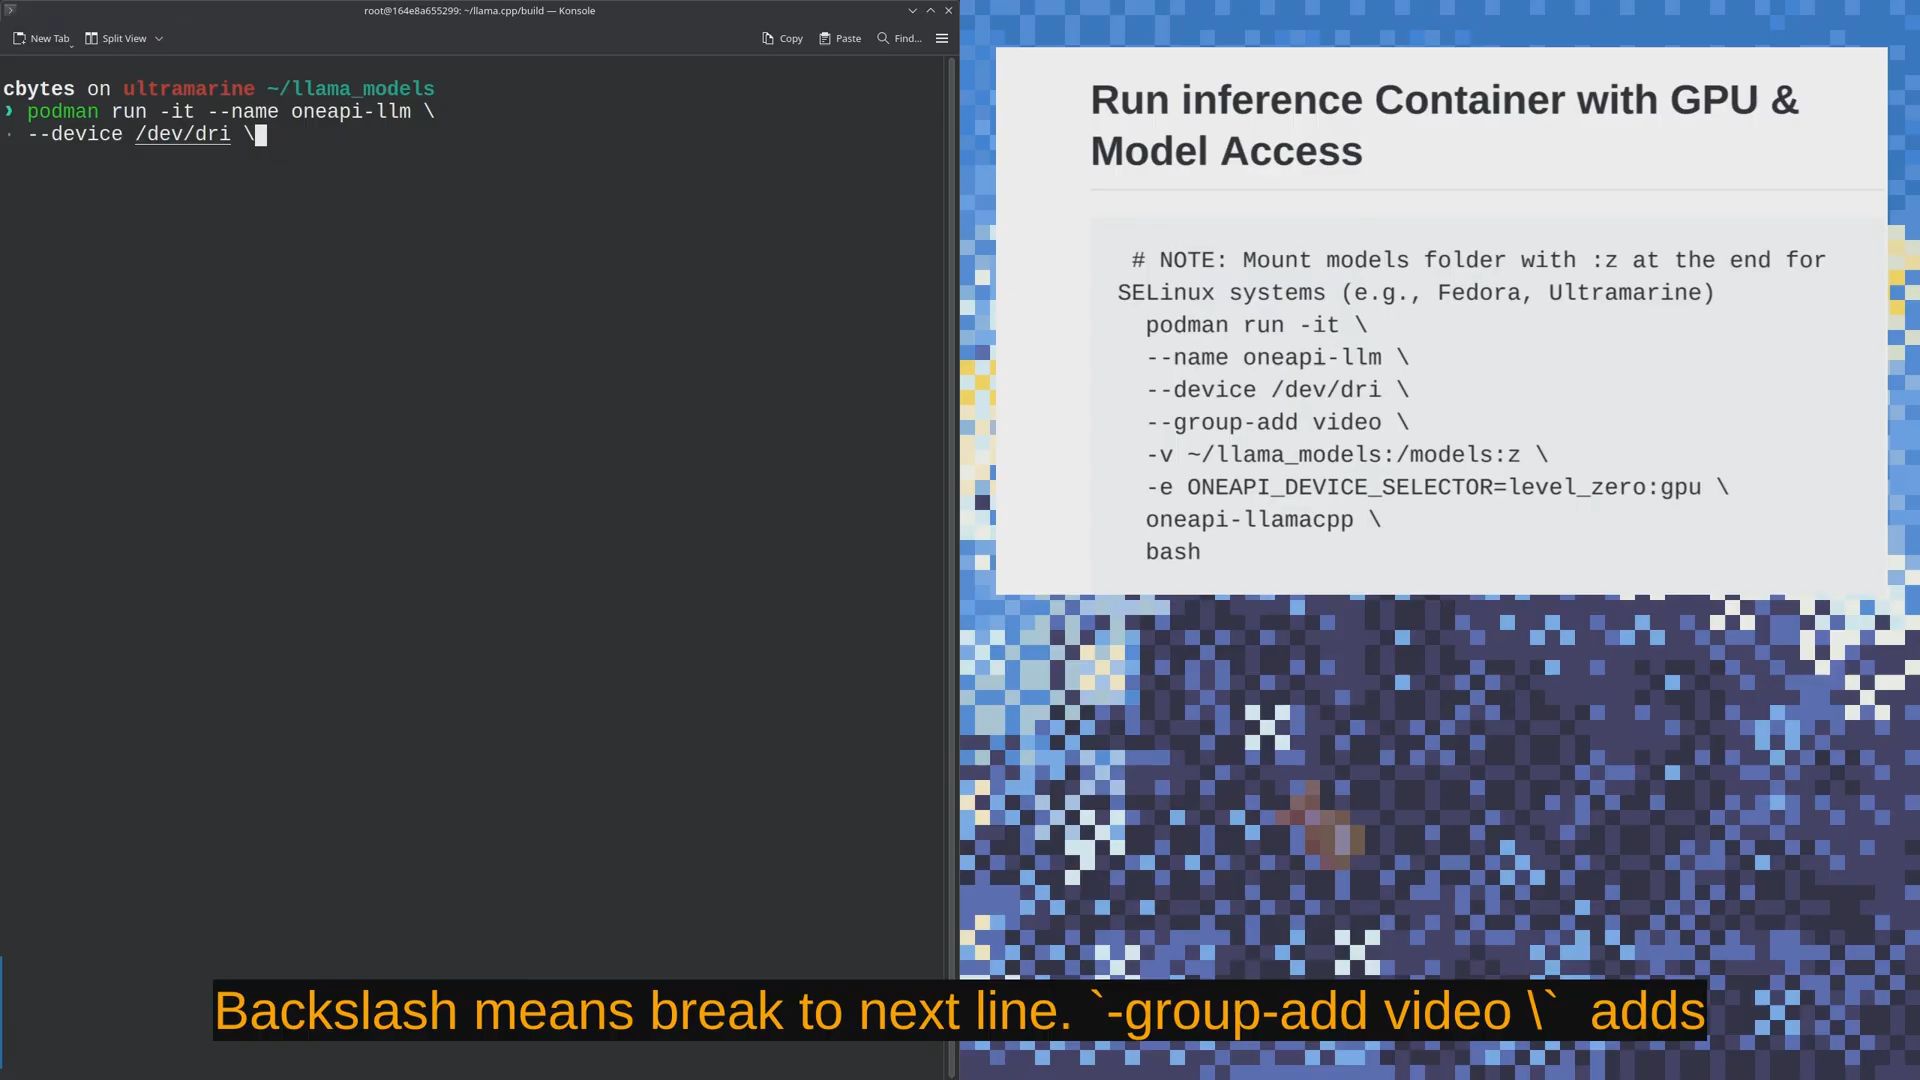 root@164e8a655299: ~/llama.cpp/build — Konsole
New Tab
Split View
Copy
Paste
Find...
cbytes on ultramarine ~/llama_models
❯ podman run -it --name oneapi-llm \
· --device /dev/dri \
Run inference Container with GPU &
Model Access
# NOTE: Mount models folder with :z at the end for
SELinux systems (e.g., Fedora, Ultramarine)
podman run -it \
--name oneapi-llm \
--device /dev/dri \
--group-add video \
-v ~/llama_models:/models:z \
-e ONEAPI_DEVICE_SELECTOR=level_zero:gpu \
oneapi-llamacpp \
bash
Backslash means break to next line. `-group-add video \` adds